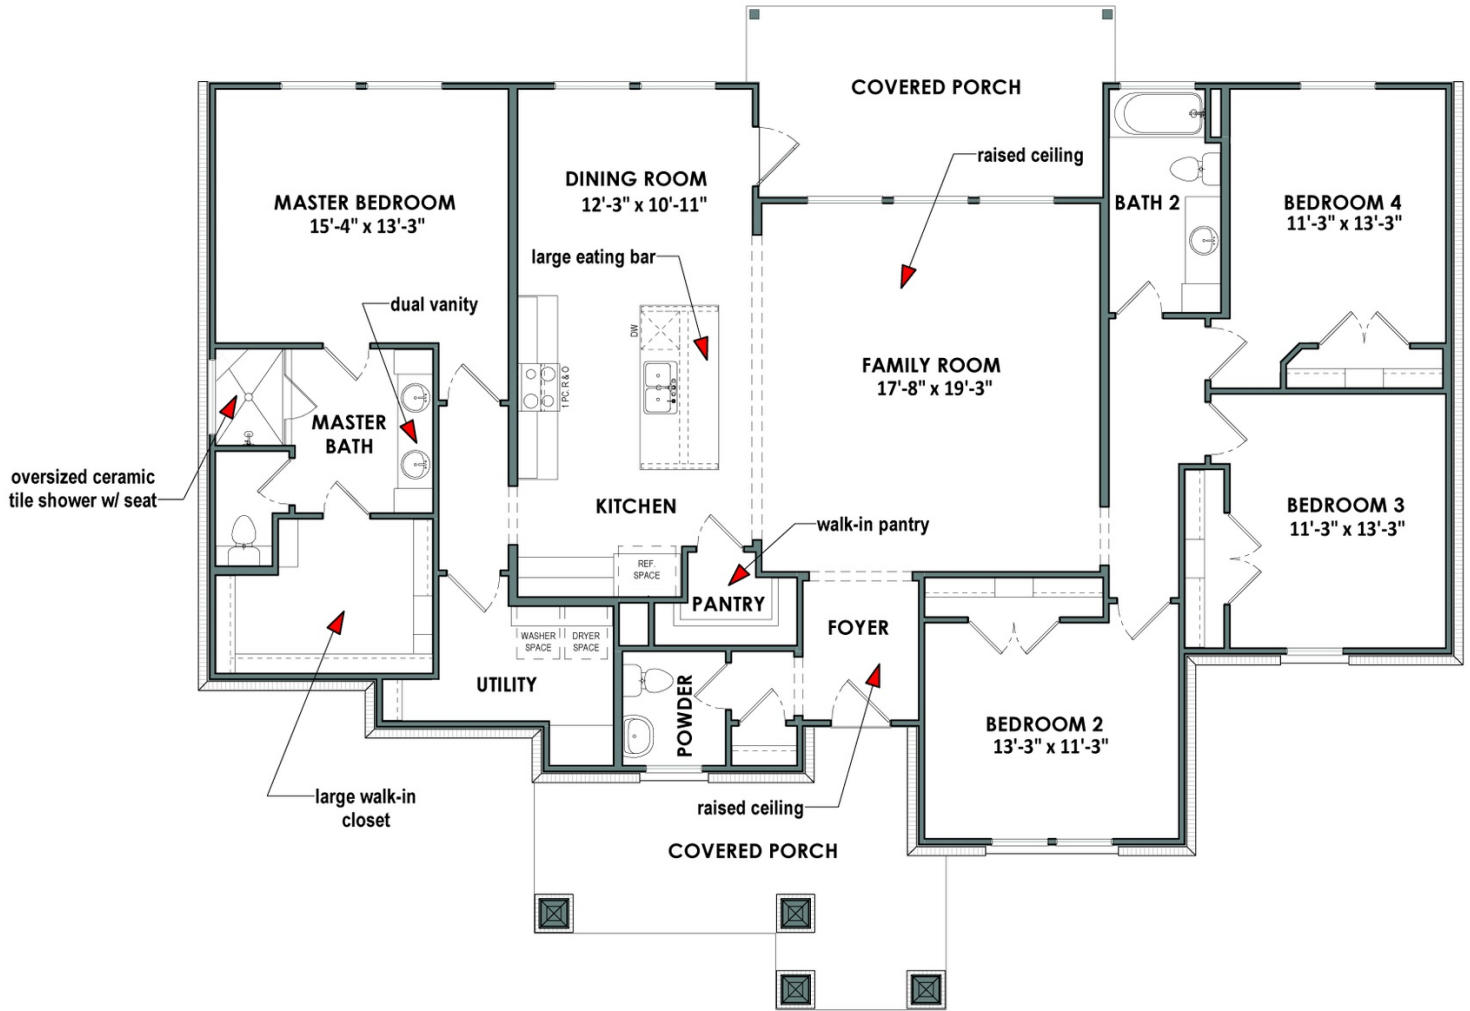 COVERED PORCH
raised ceiling
DINING ROOM
12'-3" x 10'-11"
MASTER BEDROOM
15'-4" x 13'-3"
BATH 2
BEDROOM 4
11'-3" x 13'-3"
large eating bar
dual vanity
DW
FAMILY ROOM
17'-8" x 19'-3"
1 PC. R & O
MASTER
BATH
oversized ceramic
tile shower w/ seat
KITCHEN
BEDROOM 3
11'-3" x 13'-3"
walk-in pantry
REF.
SPACE
PANTRY
FOYER
WASHER
SPACE
DRYER
SPACE
UTILITY
POWDER
BEDROOM 2
13'-3" x 11'-3"
large walk-in
closet
raised ceiling
COVERED PORCH